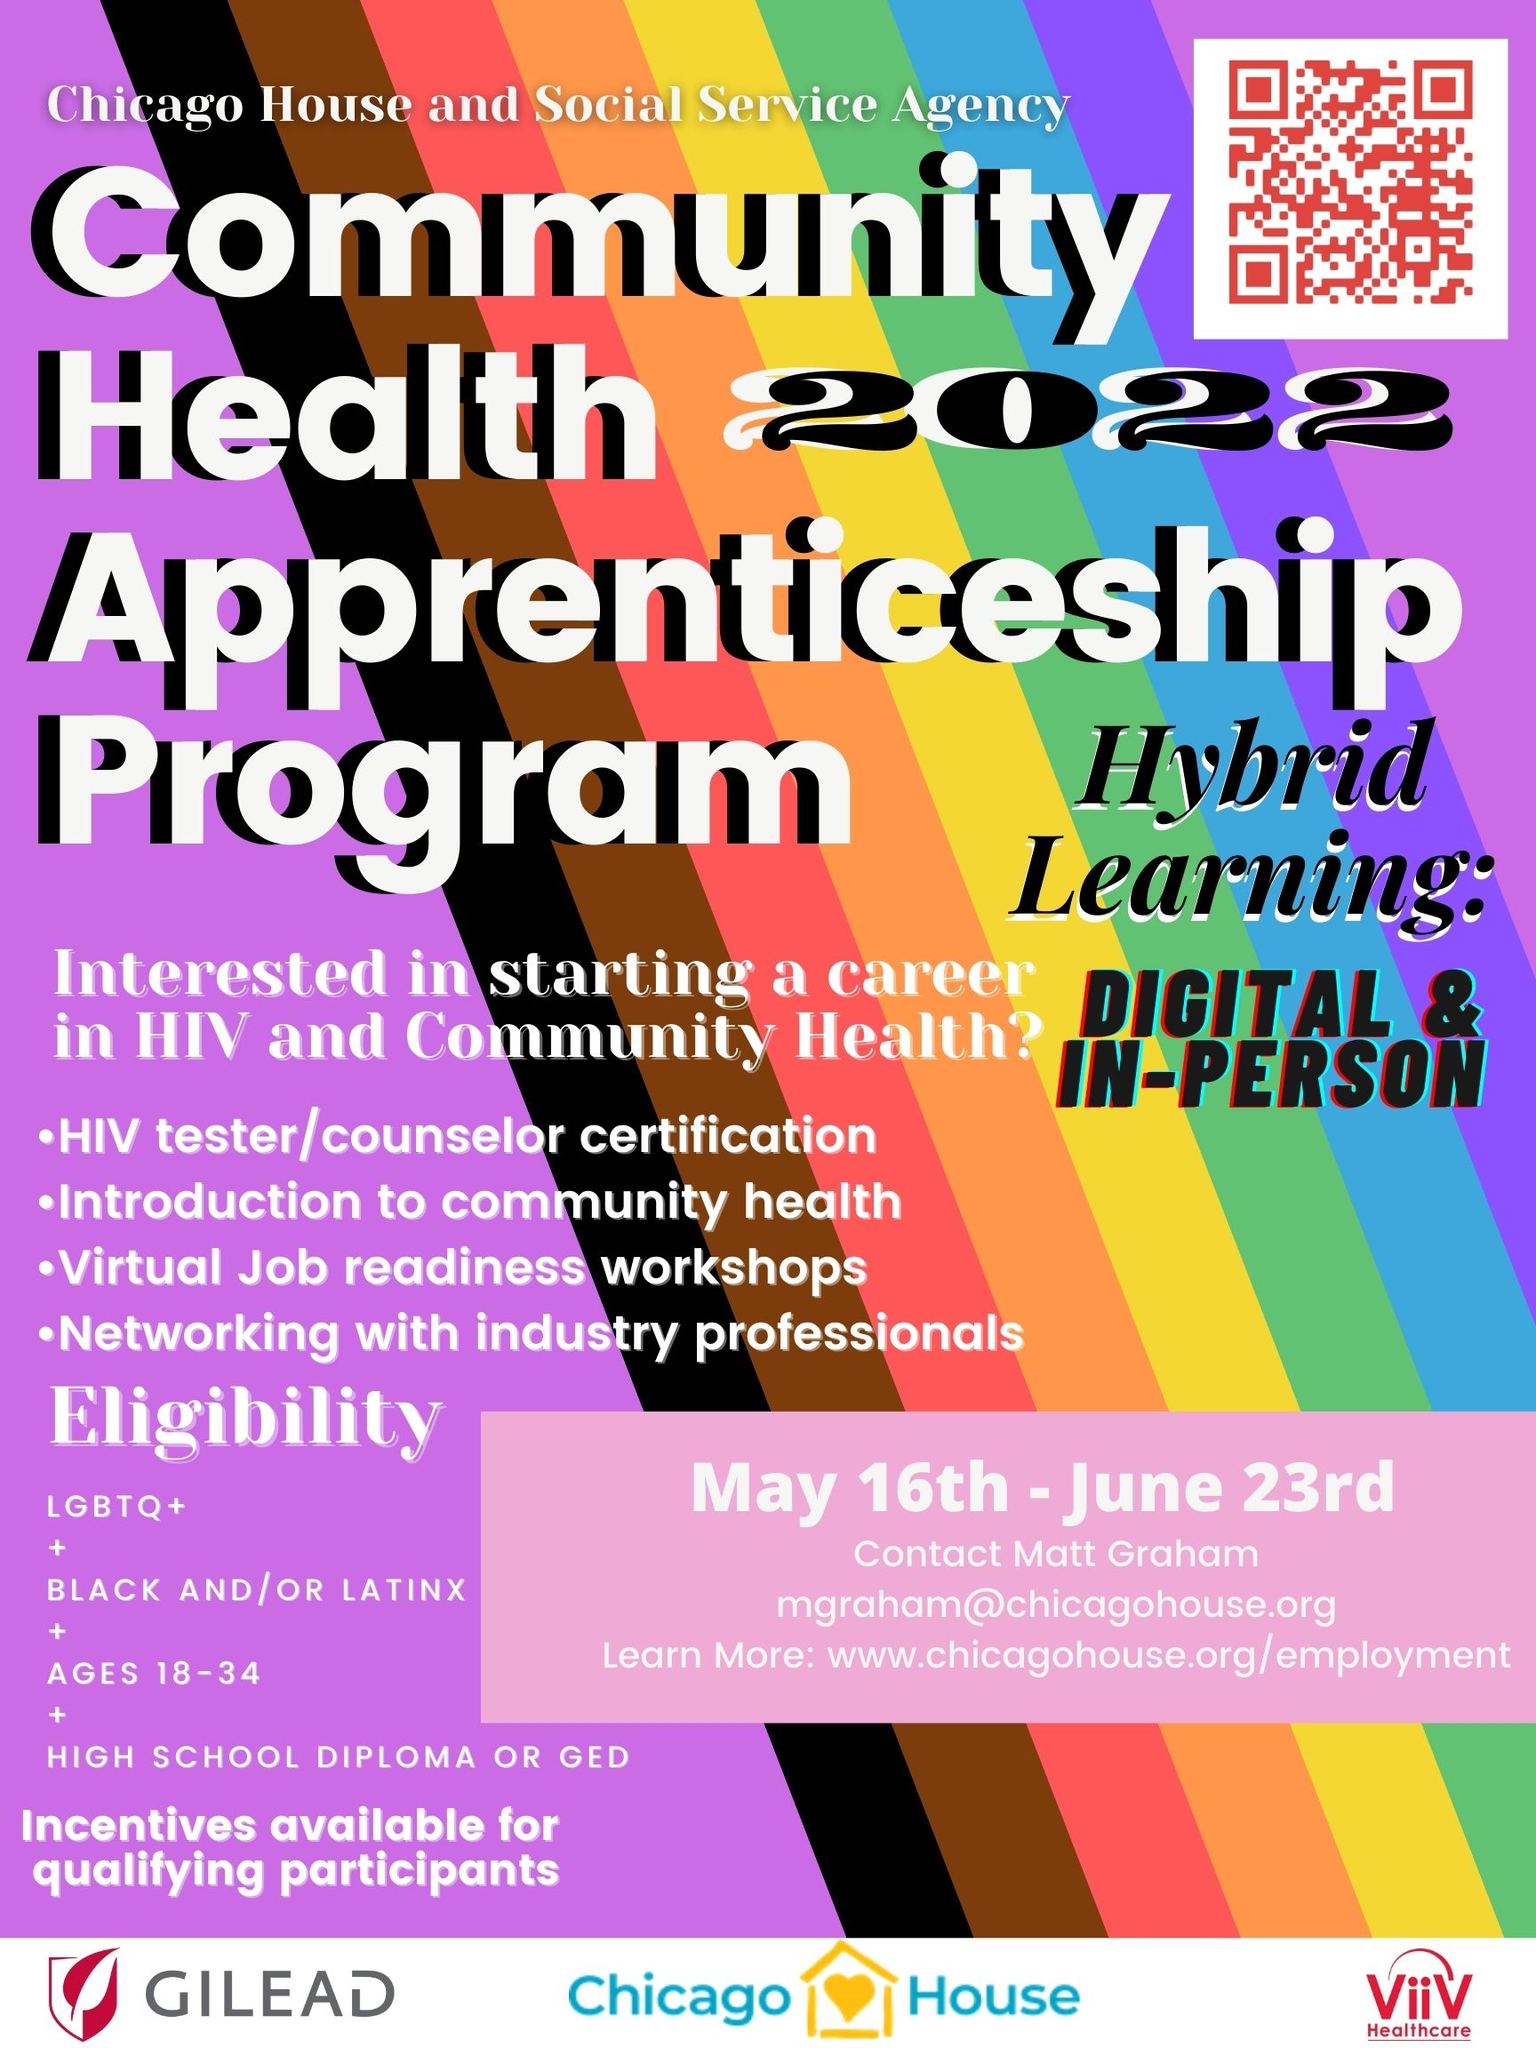 Chicago House and Social Service Agency
Community
Health 2022
Apprenticeship
Program
Hybrid
Learning:
DIGITAL &
IN-PERSON
Interested in starting a career
in HIV and Community Health?
•HIV tester/counselor certification
•Introduction to community health
•Virtual Job readiness workshops
•Networking with industry professionals
Eligibility
LGBTQ+
+
BLACK AND/OR LATINX
+
AGES 18-34
+
HIGH SCHOOL DIPLOMA OR GED
Incentives available for
qualifying participants
May 16th - June 23rd
Contact Matt Graham
mgraham@chicagohouse.org
Learn More: www.chicagohouse.org/employment
GILEAD
Chicago House
ViiV
Healthcare